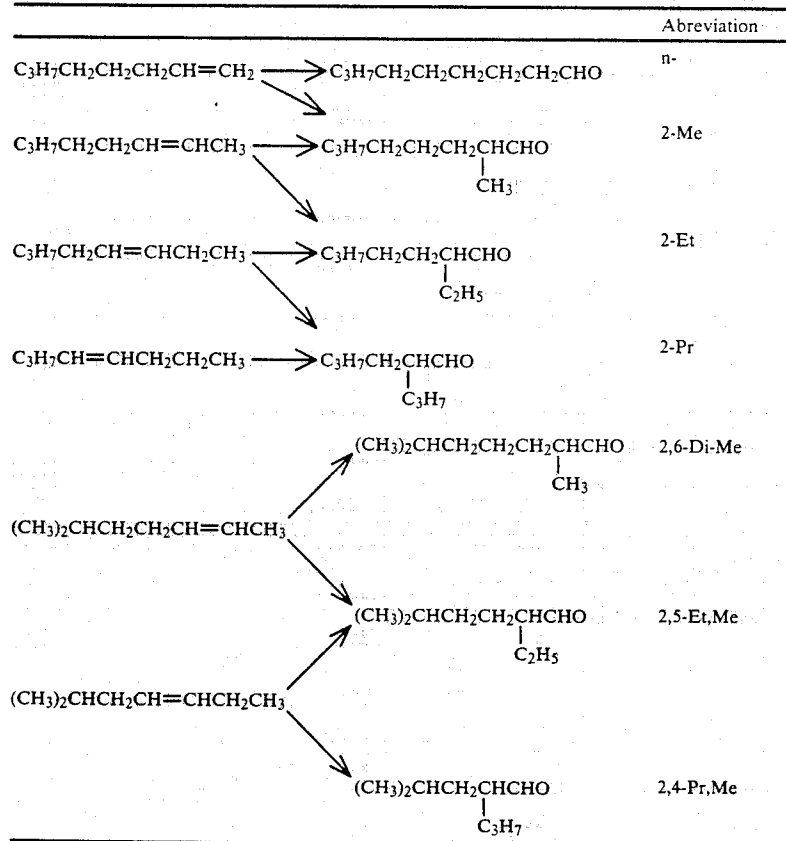 Abreviation
C3H7CH2CH2CH2CH=CH2 C3H7CH2CH2CH2CH2CH2CHO n-
C3H7CH2CH2CH=CHCH3 C3H7CH2CH2CH2CH2CHCHO 2-Me
CH3
C3H7CH2CH=CHCH2CH3 C3H7CH2CH2CHCHO 2-Et
C2H5
C3H7CH=CHCH2CH2CH3 C3H7CH2CHCHO 2-Pr
C3H7
(CH3)2CHCH2CH2CH2CHCHO 2,6-Di-Me
CH3
(CH3)2CHCH2CH2CH=CHCH3
(CH3)2CHCH2CH2CHCHO 2,5-Et,Me
C2H5
(CH3)2CHCH2CH=CHCH2CH3
(CH3)2CHCH2CHCHO 2,4-Pr,Me
C3H7